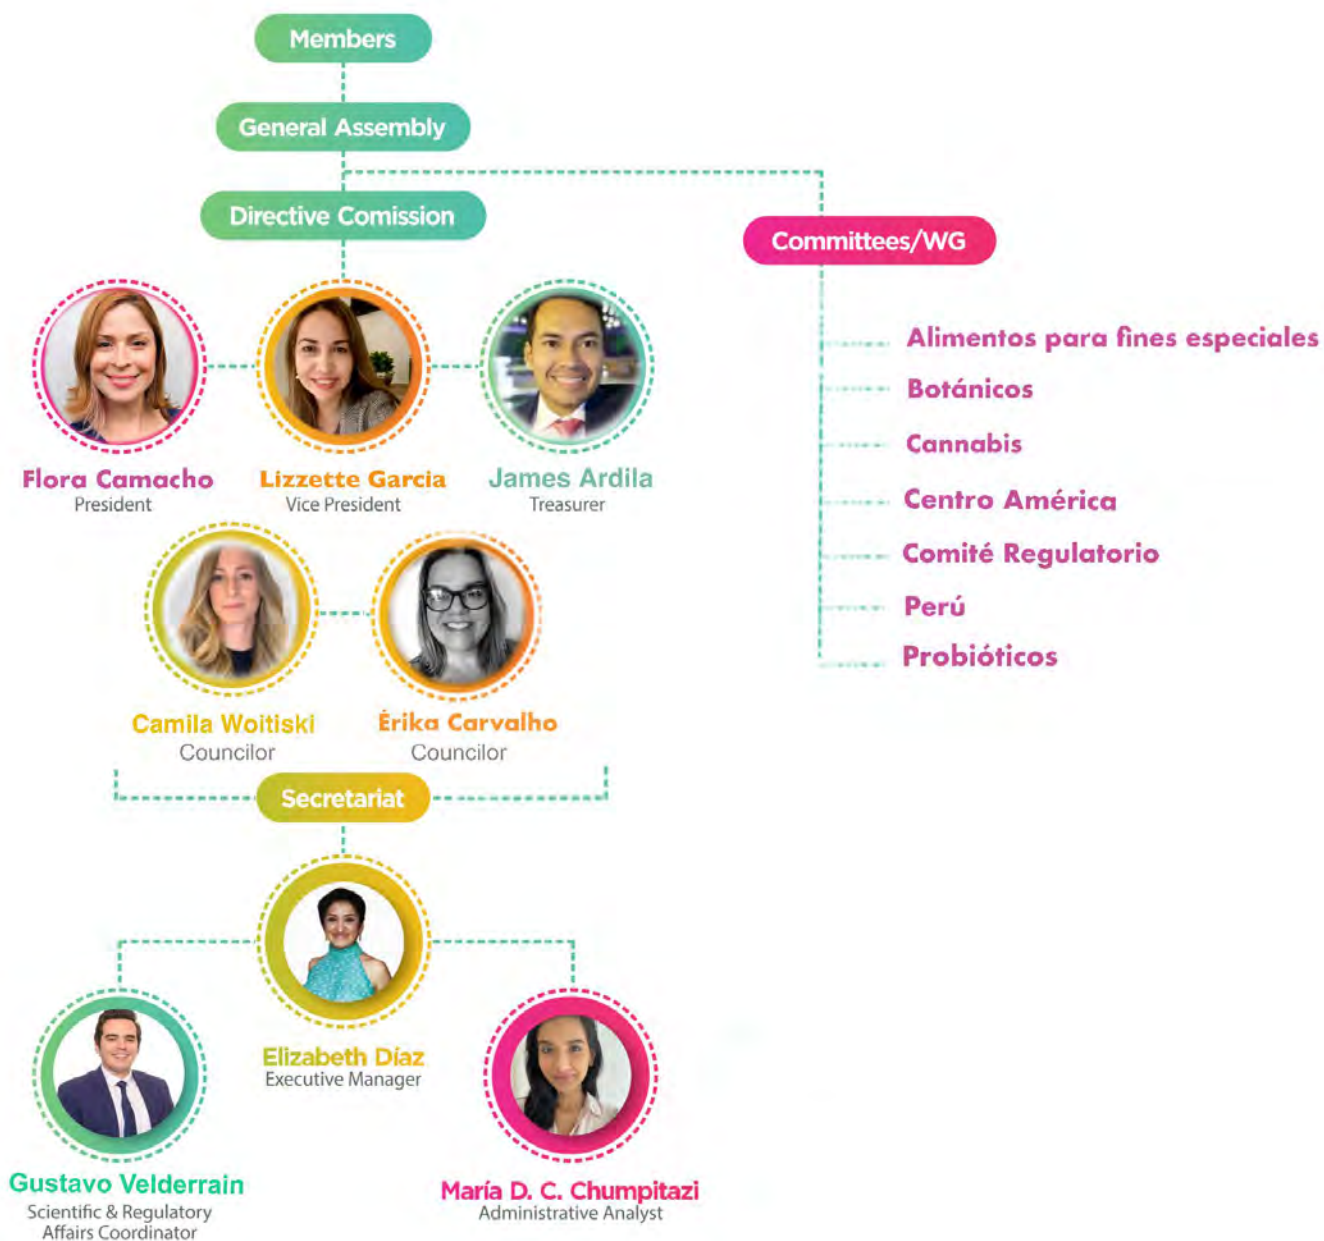 Members
General Assembly
Directive Comission
Committees/WG
Alimentos para fines especiales
Botánicos
Cannabis
Centro América
Comité Regulatorio
Perú
Probióticos
Flora Camacho
President
Lizzette Garcia
Vice President
James Ardila
Treasurer
Camila Woitiski
Councilor
Érika Carvalho
Councilor
Secretariat
Elizabeth Díaz
Executive Manager
Gustavo Velderrain
Scientific & Regulatory
Affairs Coordinator
María D. C. Chumpitazi
Administrative Analyst